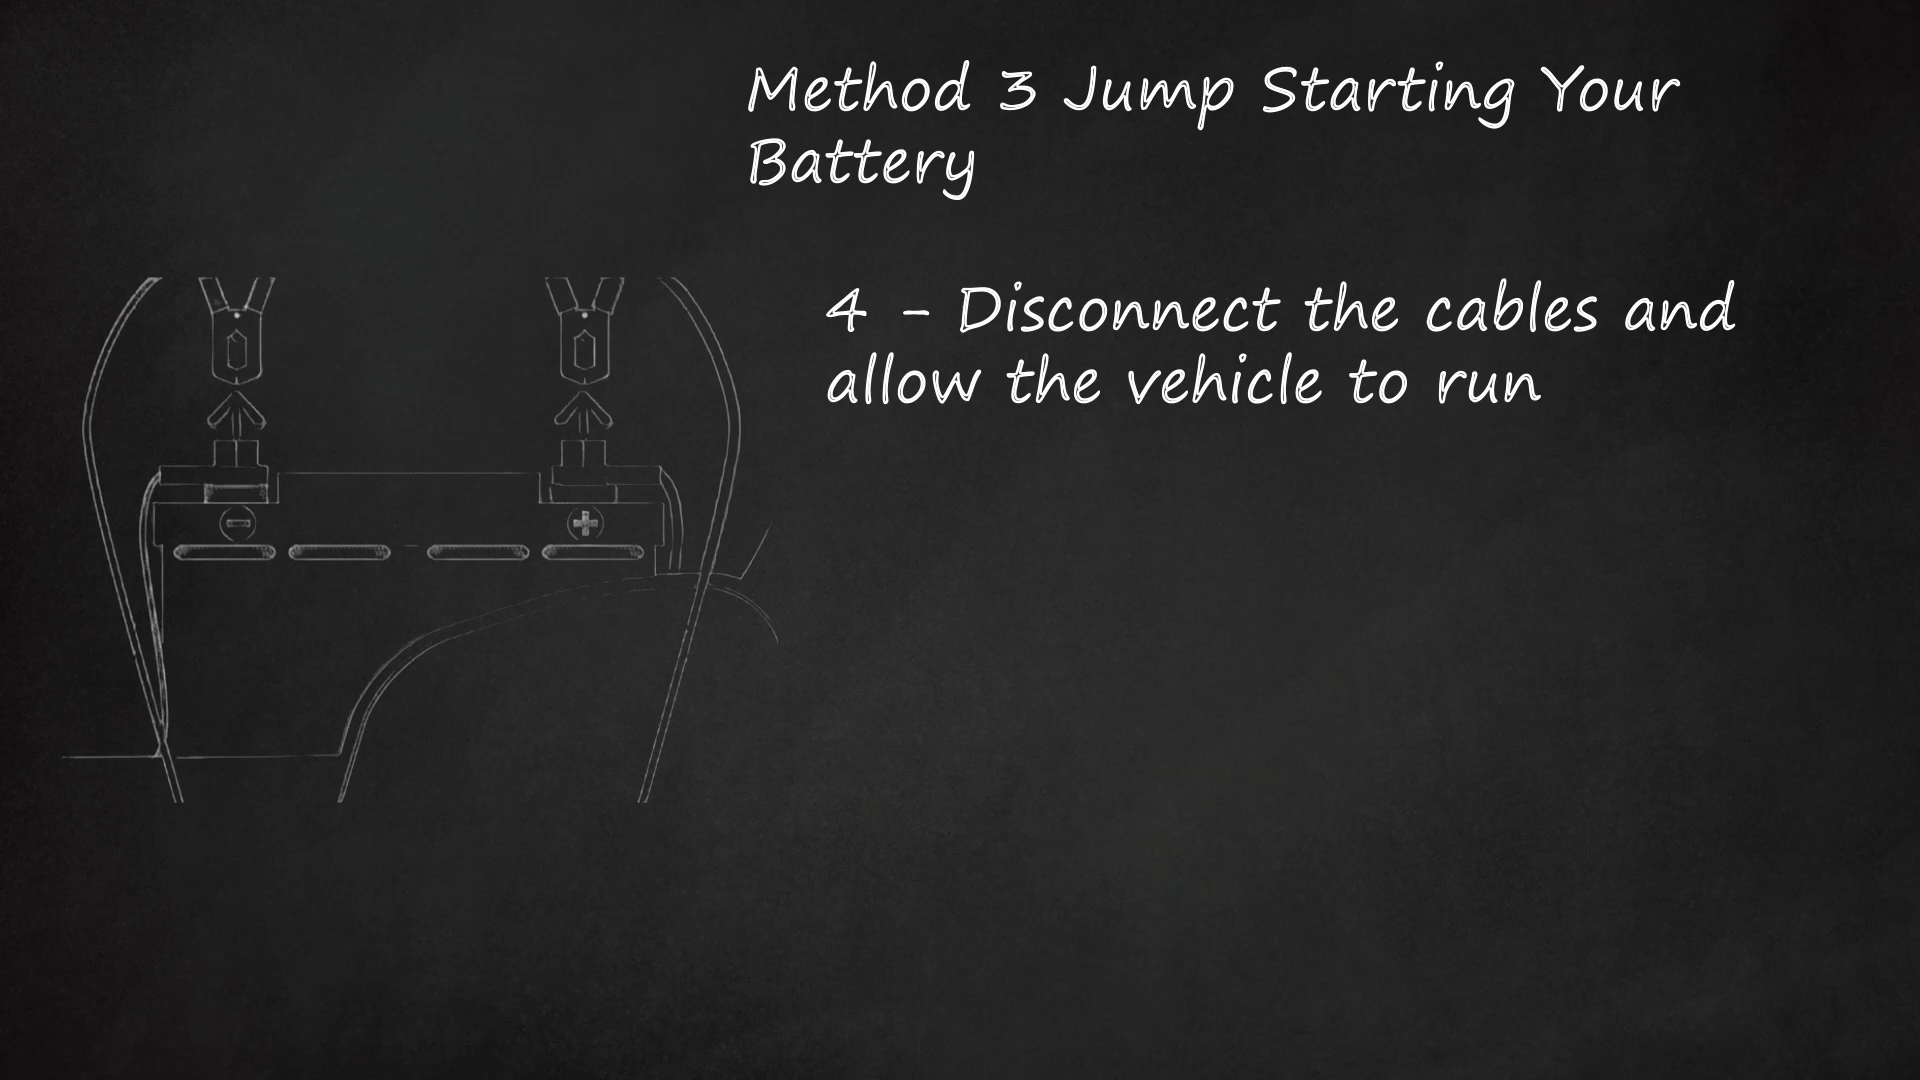 Method 3 Jump Starting Your
Battery
4 - Disconnect the cables and
allow the vehicle to run